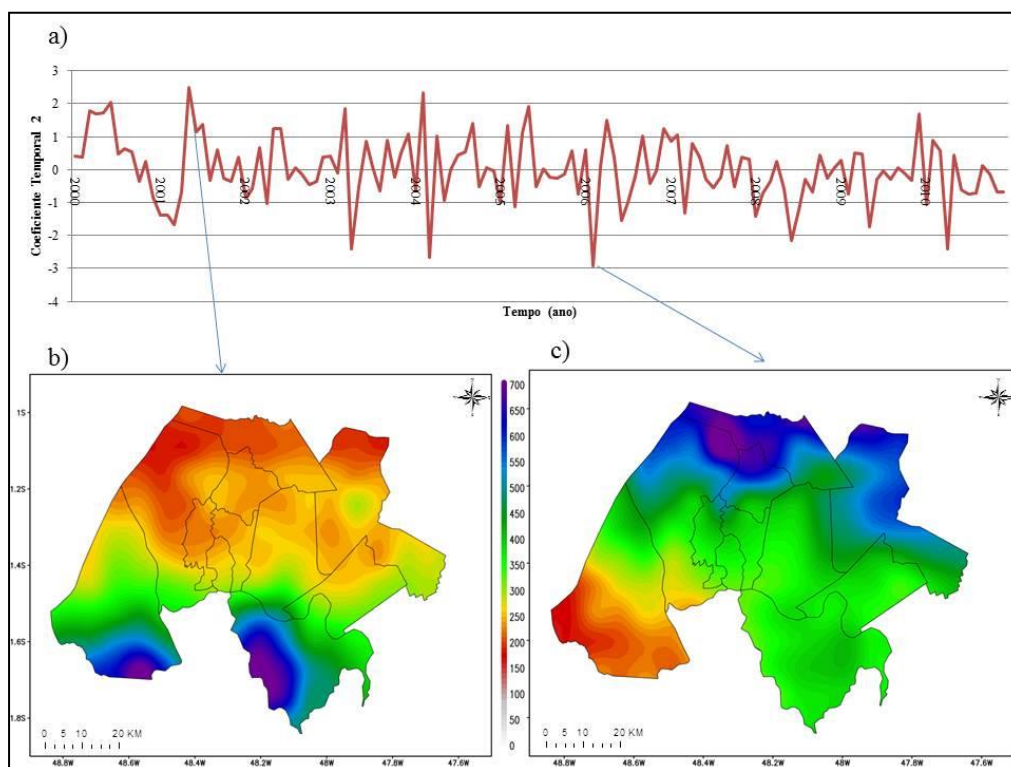 a)
Coeficiente Temporal 2
3
2
1
0
-1
-2
-3
-4
2000
2001
2002
2003
2004
2005
2006
2007
2008
2009
2010
Tempo (ano)
b)
1S
1.2S
1.4S
1.6S
1.8S
0 5 10 20 KM
48.8W
48.6W
48.4W
48.2W
48W
47.8W
47.6W
700
650
600
550
500
450
400
350
300
250
200
150
100
50
0
c)
0 5 10 20 KM
48.8W
48.6W
48.4W
48.2W
48W
47.8W
47.6W